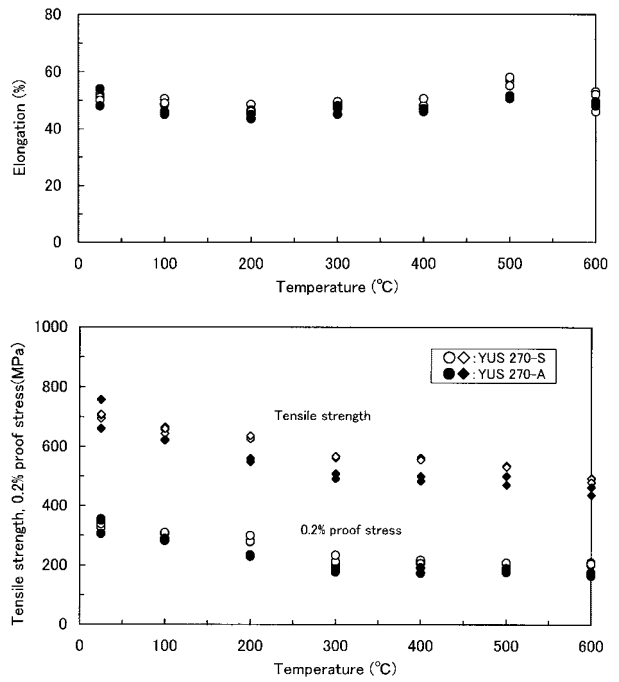 80
60
40
20
0
Elongation (%)
0 100 200 300 400 500 600
Temperature (℃)
1000
800
600
400
200
0
Tensile strength, 0.2% proof stress(MPa)
○◇:YUS 270-S
●◆:YUS 270-A
Tensile strength
0.2% proof stress
0 100 200 300 400 500 600
Temperature (℃)